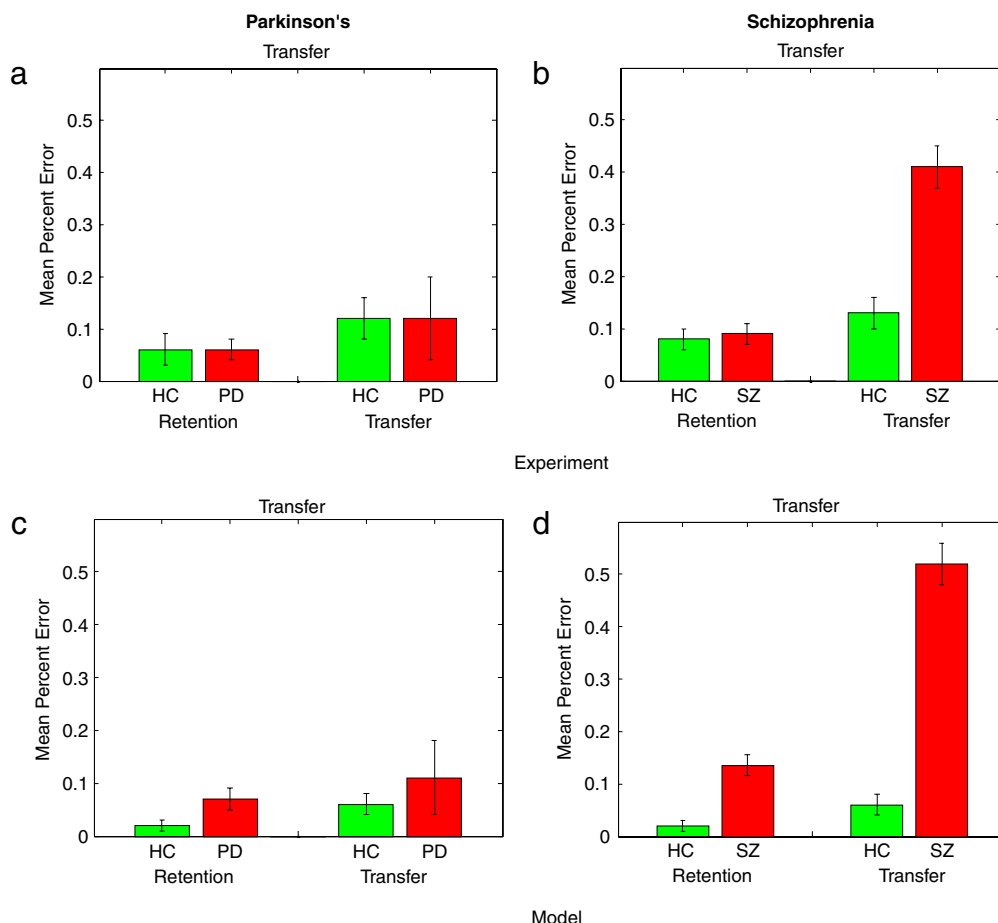 Parkinson's
Schizophrenia
a
Transfer
Mean Percent Error
0.5
0.4
0.3
0.2
0.1
0
HC PD HC PD
Retention Transfer
b
Transfer
Mean Percent Error
0.5
0.4
0.3
0.2
0.1
0
HC SZ HC SZ
Retention Transfer
Experiment
c
Transfer
Mean Percent Error
0.5
0.4
0.3
0.2
0.1
0
HC PD HC PD
Retention Transfer
d
Transfer
Mean Percent Error
0.5
0.4
0.3
0.2
0.1
0
HC SZ HC SZ
Retention Transfer
Model